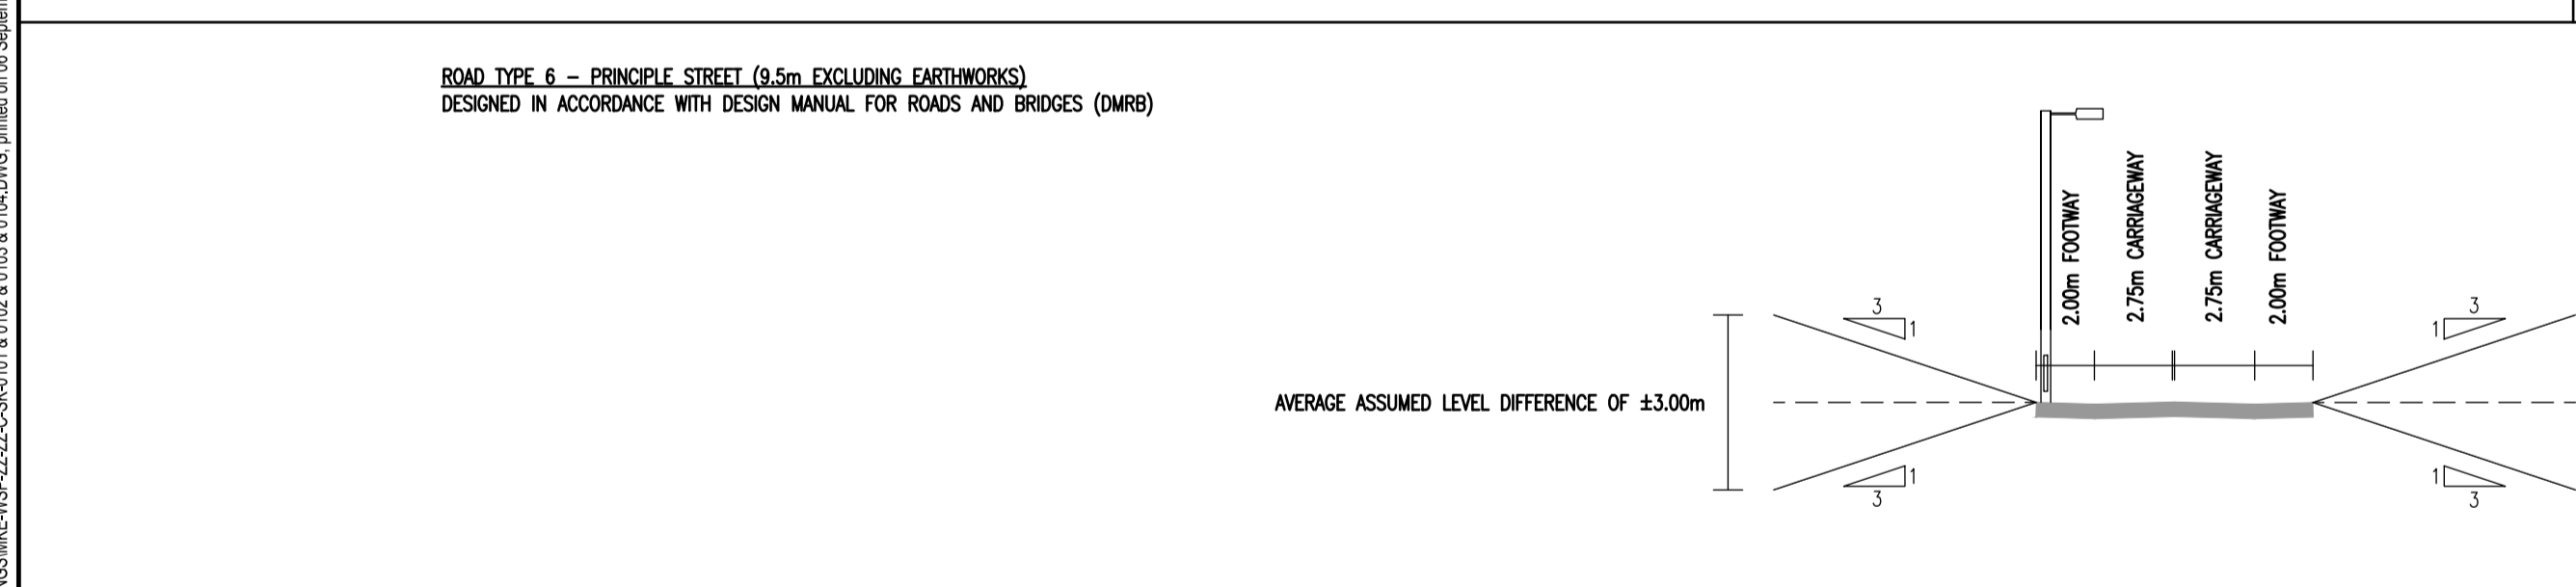 ROAD TYPE 6 – PRINCIPLE STREET (9.5m EXCLUDING EARTHWORKS)
DESIGNED IN ACCORDANCE WITH DESIGN MANUAL FOR ROADS AND BRIDGES (DMRB)
2.00m FOOTWAY
2.75m CARRIAGEWAY
2.75m CARRIAGEWAY
2.00m FOOTWAY
3
1
3
1
AVERAGE ASSUMED LEVEL DIFFERENCE OF ±3.00m
1
3
1
3